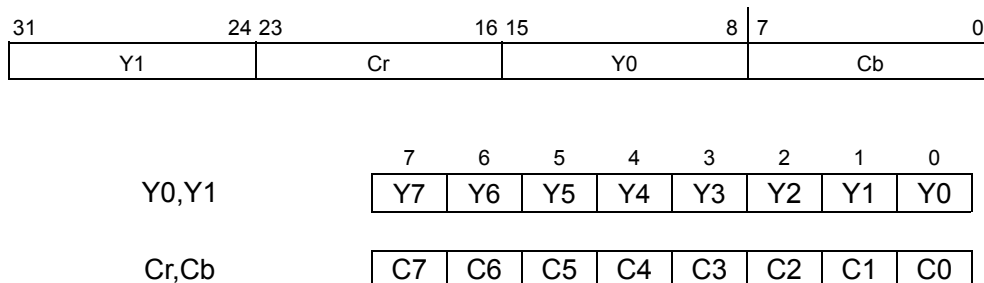 31 24 23 16 15 8 7 0
Y1 Cr Y0 Cb
7 6 5 4 3 2 1 0
Y0,Y1 Y7 Y6 Y5 Y4 Y3 Y2 Y1 Y0
Cr,Cb C7 C6 C5 C4 C3 C2 C1 C0